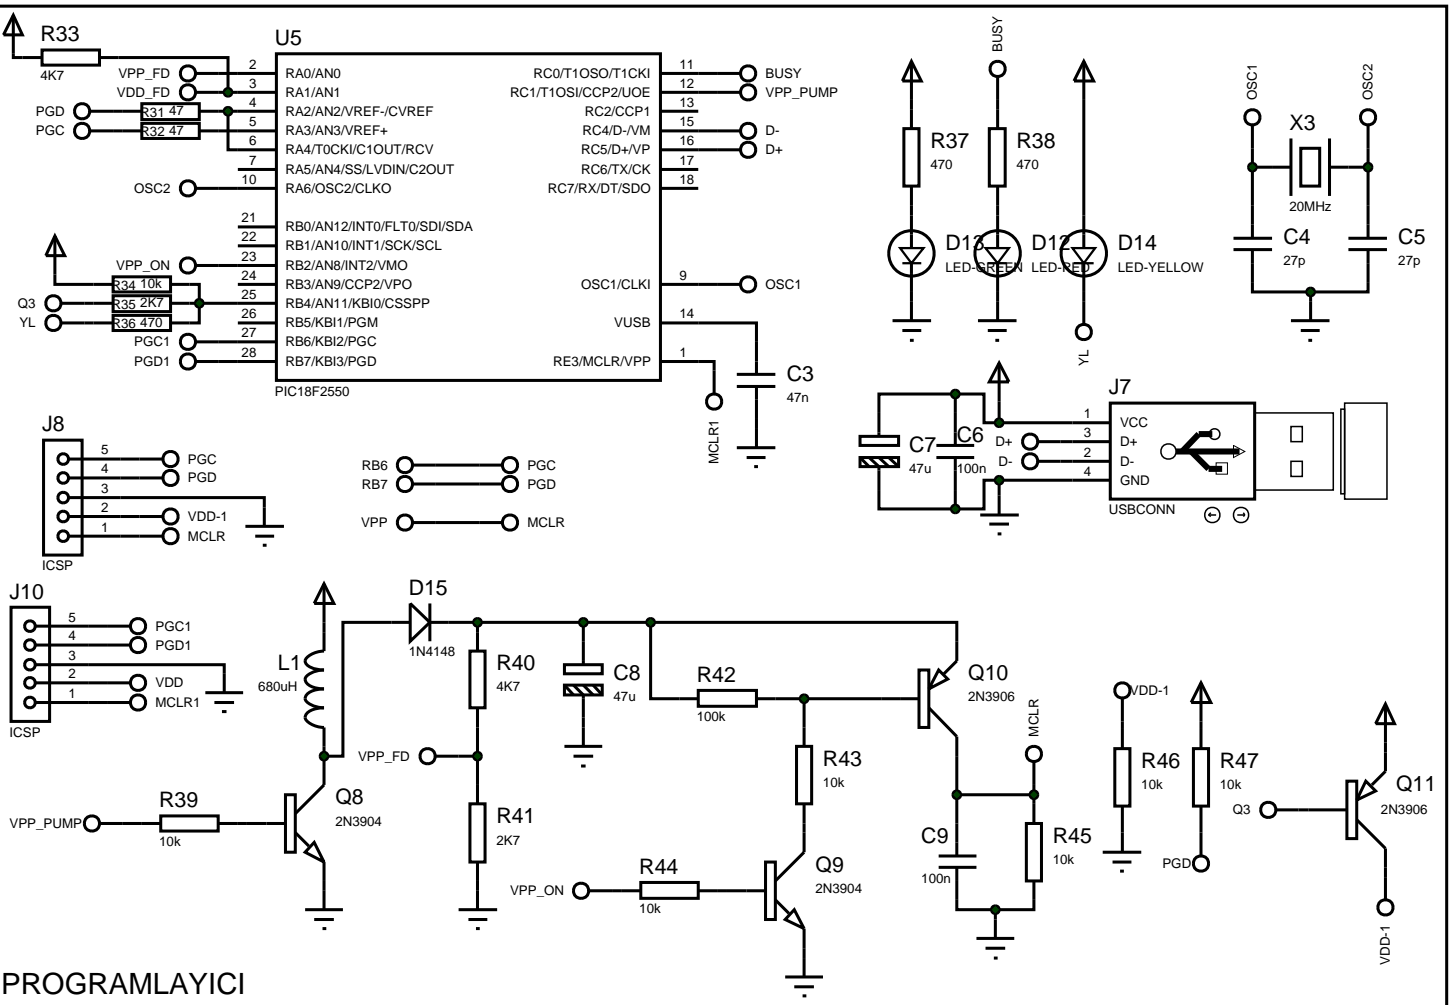 R33
4K7
U5
PIC18F2550
VPP_FD
2
RA0/AN0
VDD_FD
3
RA1/AN1
PGD
R31 47
4
RA2/AN2/VREF-/CVREF
PGC
R32 47
5
RA3/AN3/VREF+
6
RA4/T0CKI/C1OUT/RCV
7
RA5/AN4/SS/LVDIN/C2OUT
OSC2
10
RA6/OSC2/CLKO
21
RB0/AN12/INT0/FLT0/SDI/SDA
22
RB1/AN10/INT1/SCK/SCL
VPP_ON
23
RB2/AN8/INT2/VMO
R34 10k
24
RB3/AN9/CCP2/VPO
Q3
R35 2K7
25
RB4/AN11/KBI0/CSSPP
YL
R36 470
26
RB5/KBI1/PGM
PGC1
27
RB6/KBI2/PGC
PGD1
28
RB7/KBI3/PGD
RC0/T1OSO/T1CKI
11
BUSY
RC1/T1OSI/CCP2/UOE
12
VPP_PUMP
RC2/CCP1
13
RC4/D-/VM
15
D-
RC5/D+/VP
16
D+
RC6/TX/CK
17
RC7/RX/DT/SDO
18
OSC1/CLKI
9
OSC1
VUSB
14
RE3/MCLR/VPP
1
MCLR1
C3
47n
R37
470
D13
LED-GREEN
BUSY
R38
470
D12
LED-RED
D14
LED-YELLOW
YL
OSC1
OSC2
X3
20MHz
C4
27p
C5
27p
C7
47u
C6
100n
J7
1
VCC
D+
3
D+
D-
2
D-
4
GND
USBCONN
J8
5
PGC
4
PGD
3
2
VDD-1
1
MCLR
ICSP
RB6
PGC
RB7
PGD
VPP
MCLR
J10
5
PGC1
4
PGD1
3
2
VDD
1
MCLR1
ICSP
L1
680uH
D15
1N4148
R40
4K7
C8
47u
R42
100k
Q10
2N3906
MCLR
VPP_FD
R43
10k
VPP_PUMP
R39
10k
Q8
2N3904
R41
2K7
VPP_ON
R44
10k
Q9
2N3904
C9
100n
R45
10k
VDD-1
R46
10k
R47
10k
PGD
Q3
Q11
2N3906
VDD-1
PROGRAMLAYICI